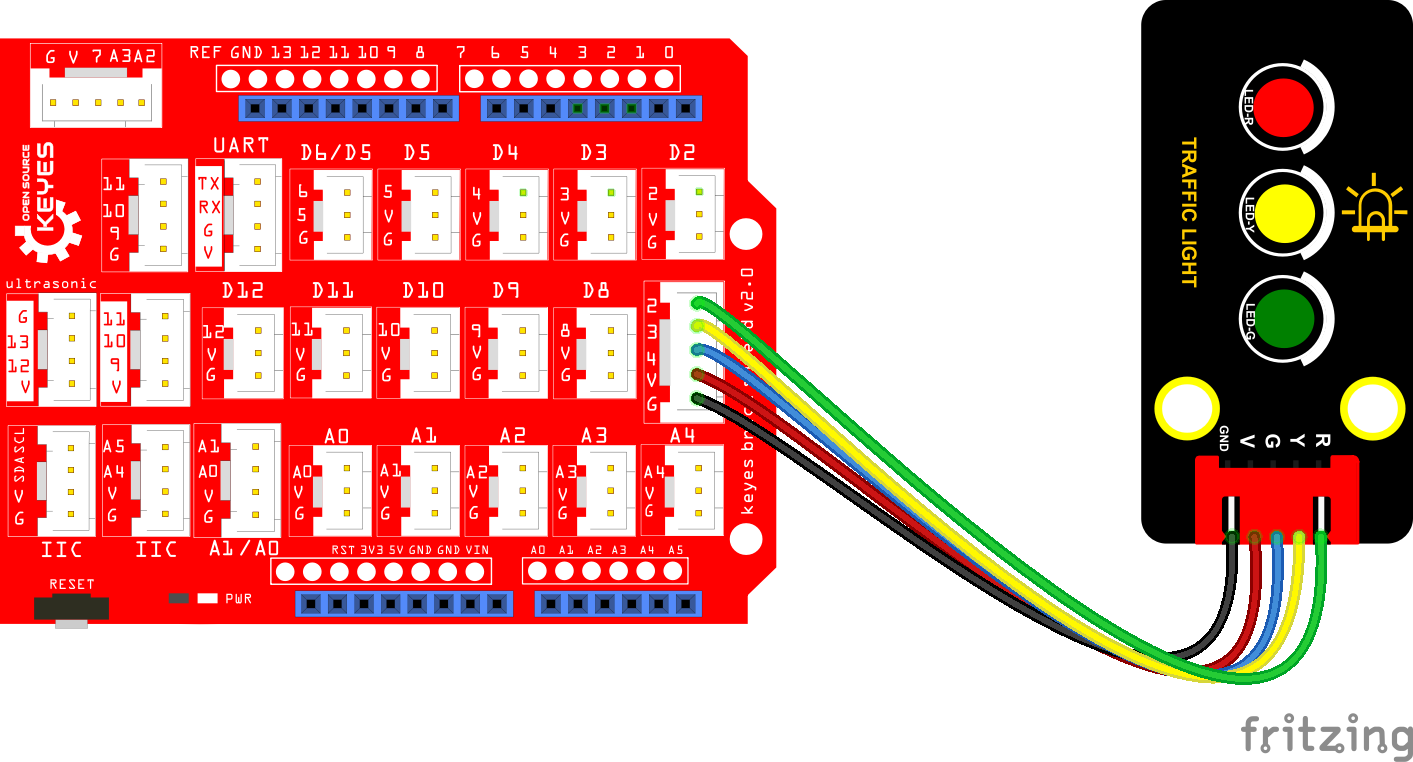 G V 7 A3 A2
REF GND 13 12 11 10 9 8
7 6 5 4 3 2 1 0
OPEN SOURCE
KEYES
UART
D6/D5
D5
D4
D3
D2
11
10
9
G
TX
RX
G
V
6
5
G
5
V
G
4
V
G
3
V
G
2
V
G
ultrasonic
D12
D11
D10
D9
D8
G
13
12
V
11
10
9
V
12
V
G
11
V
G
10
V
G
9
V
G
8
V
G
2
3
4
V
G
A0
A1
A2
A3
A4
SDA SCL
V
G
A5
A4
V
G
A1
A0
V
G
A0
V
G
A1
V
G
A2
V
G
A3
V
G
A4
V
G
IIC
IIC
A1/A0
RST 3V3 5V GND GND VIN
A0 A1 A2 A3 A4 A5
RESET
PWR
v2.0
TRAFFIC LIGHT
LED-R
LED-Y
LED-G
GND V G Y R
fritzing